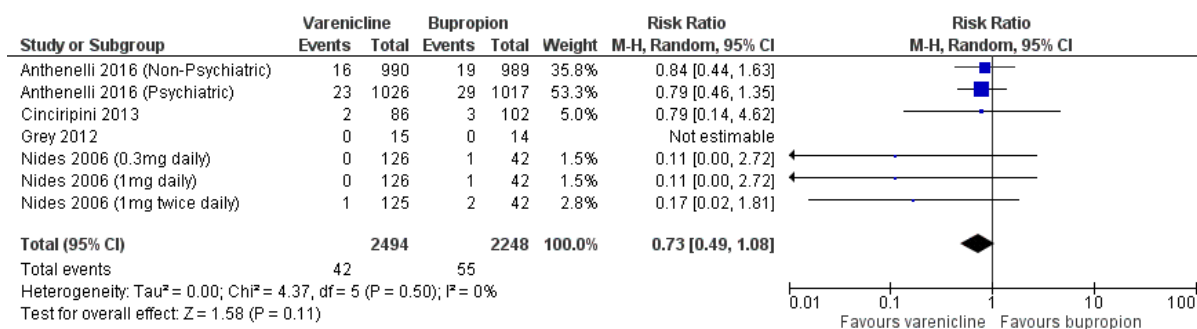 Varenicline Bupropion Risk Ratio Risk Ratio
Study or Subgroup Events Total Events Total Weight M-H, Random, 95% CI M-H, Random, 95% CI
Anthenelli 2016 (Non-Psychiatric) 16 990 19 989 35.8% 0.84 [0.44, 1.63]
Anthenelli 2016 (Psychiatric) 23 1026 29 1017 53.3% 0.79 [0.46, 1.35]
Cinciripini 2013 2 86 3 102 5.0% 0.79 [0.14, 4.62]
Grey 2012 0 15 0 14 Not estimable
Nides 2006 (0.3mg daily) 0 126 1 42 1.5% 0.11 [0.00, 2.72]
Nides 2006 (1mg daily) 0 126 1 42 1.5% 0.11 [0.00, 2.72]
Nides 2006 (1mg twice daily) 1 125 2 42 2.8% 0.17 [0.02, 1.81]
Total (95% CI) 2494 2248 100.0% 0.73 [0.49, 1.08]
Total events 42 55
Heterogeneity: Tau² = 0.00; Chi² = 4.37, df = 5 (P = 0.50); I² = 0%
Test for overall effect: Z = 1.58 (P = 0.11)
0.01 0.1 1 10 100
Favours varenicline Favours bupropion